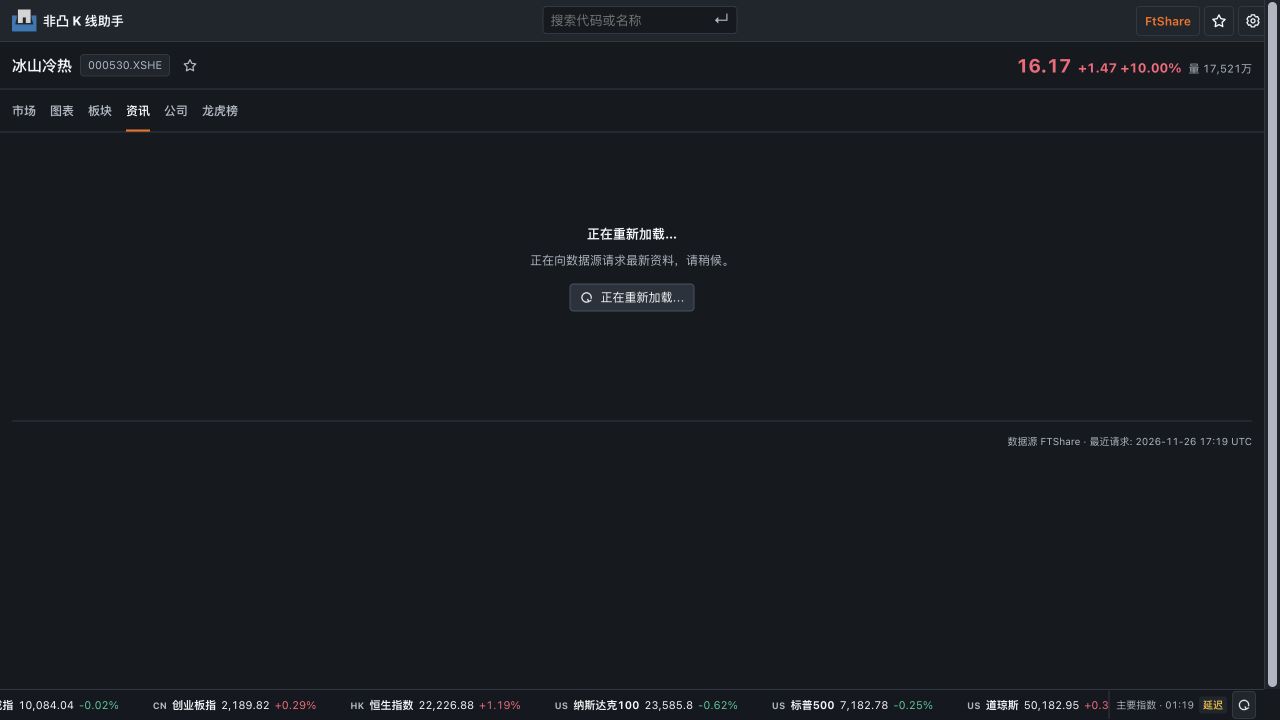 非凸 K 线助手
搜索代码或名称
FtShare
冰山冷热 000530.XSHE
16.17 +1.47 +10.00% 量 17,521万
市场 图表 板块 资讯 公司 龙虎榜
正在重新加载...
正在向数据源请求最新资料，请稍候。
正在重新加载...
数据源 FTShare · 最近请求: 2026-11-26 17:19 UTC
指 10,084.04 -0.02% CN 创业板指 2,189.82 +0.29% HK 恒生指数 22,226.88 +1.19% US 纳斯达克100 23,585.8 -0.62% US 标普500 7,182.78 -0.25% US 道琼斯 50,182.95 +0.3 主要指数 · 01:19 延迟